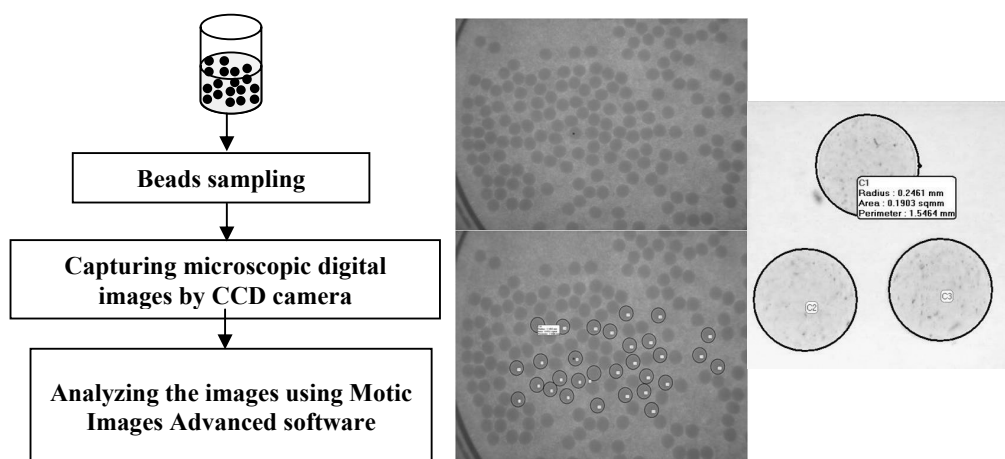 Beads sampling
Capturing microscopic digital
images by CCD camera
Analyzing the images using Motic
Images Advanced software
C1
Radius : 0.2461 mm
Area : 0.1903 sqmm
Perimeter : 1.5464 mm
C2
C3